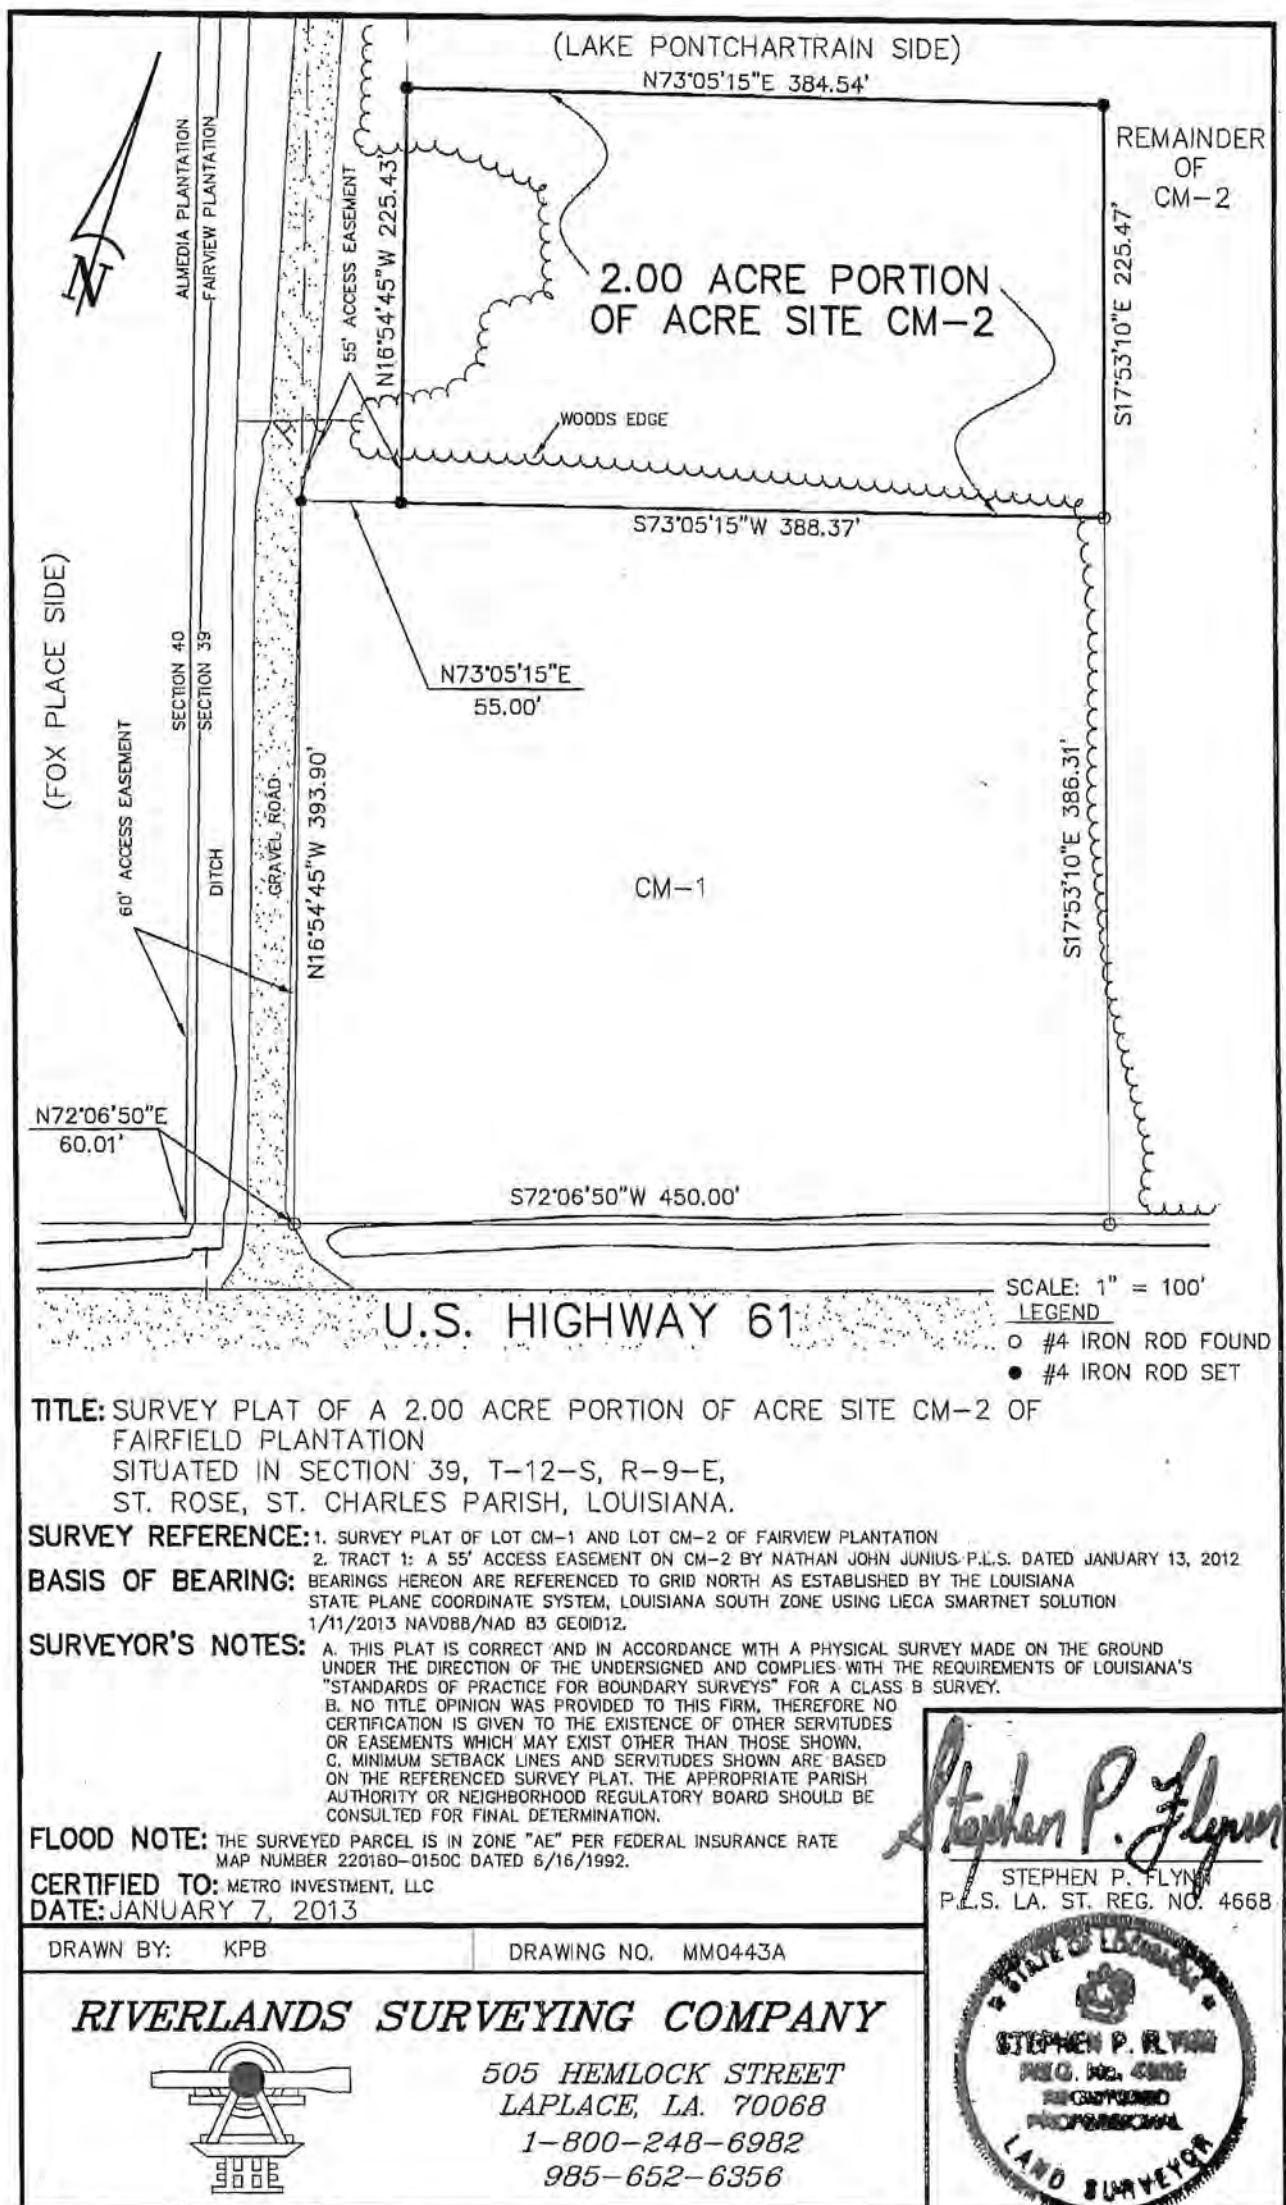 (LAKE PONTCHARTRAIN SIDE)
N73°05'15"E 384.54'
REMAINDER
OF
CM-2
ALMEDIA PLANTATION
FAIRVIEW PLANTATION
55' ACCESS EASEMENT
N16°54'45"W 225.43'
S17°53'10"E 225.47'
N
2.00 ACRE PORTION
OF ACRE SITE CM-2
WOODS EDGE
S73°05'15"W 388.37'
(FOX PLACE SIDE)
SECTION 40
SECTION 39
N73°05'15"E
55.00'
60' ACCESS EASEMENT
DITCH
GRAVEL ROAD
N16°54'45"W 393.90'
CM-1
S17°53'10"E 386.31'
N72°06'50"E
60.01'
S72°06'50"W 450.00'
U.S. HIGHWAY 61
SCALE: 1" = 100'
LEGEND
#4 IRON ROD FOUND
#4 IRON ROD SET
TITLE: SURVEY PLAT OF A 2.00 ACRE PORTION OF ACRE SITE CM-2 OF
FAIRFIELD PLANTATION
SITUATED IN SECTION 39, T-12-S, R-9-E,
ST. ROSE, ST. CHARLES PARISH, LOUISIANA.
SURVEY REFERENCE: 1. SURVEY PLAT OF LOT CM-1 AND LOT CM-2 OF FAIRVIEW PLANTATION
2. TRACT 1: A 55' ACCESS EASEMENT ON CM-2 BY NATHAN JOHN JUNIUS P.L.S. DATED JANUARY 13, 2012
BASIS OF BEARING: BEARINGS HEREON ARE REFERENCED TO GRID NORTH AS ESTABLISHED BY THE LOUISIANA
STATE PLANE COORDINATE SYSTEM, LOUISIANA SOUTH ZONE USING LIECA SMARTNET SOLUTION
1/11/2013 NAVD88/NAD 83 GEOID12.
SURVEYOR'S NOTES: A. THIS PLAT IS CORRECT AND IN ACCORDANCE WITH A PHYSICAL SURVEY MADE ON THE GROUND
UNDER THE DIRECTION OF THE UNDERSIGNED AND COMPLIES WITH THE REQUIREMENTS OF LOUISIANA'S
"STANDARDS OF PRACTICE FOR BOUNDARY SURVEYS" FOR A CLASS B SURVEY.
B. NO TITLE OPINION WAS PROVIDED TO THIS FIRM, THEREFORE NO
CERTIFICATION IS GIVEN TO THE EXISTENCE OF OTHER SERVITUDES
OR EASEMENTS WHICH MAY EXIST OTHER THAN THOSE SHOWN.
C. MINIMUM SETBACK LINES AND SERVITUDES SHOWN ARE BASED
ON THE REFERENCED SURVEY PLAT. THE APPROPRIATE PARISH
AUTHORITY OR NEIGHBORHOOD REGULATORY BOARD SHOULD BE
CONSULTED FOR FINAL DETERMINATION.
FLOOD NOTE: THE SURVEYED PARCEL IS IN ZONE "AE" PER FEDERAL INSURANCE RATE
MAP NUMBER 220160-0150C DATED 6/16/1992.
CERTIFIED TO: METRO INVESTMENT, LLC
DATE: JANUARY 7, 2013
Stephen P. Flynn
STEPHEN P. FLYNN
P.L.S. LA. ST. REG. NO. 4668
DRAWN BY: KPB
DRAWING NO. MM0443A
RIVERLANDS SURVEYING COMPANY
505 HEMLOCK STREET
LAPLACE, LA. 70068
1-800-248-6982
985-652-6356
STATE OF LOUISIANA
STEPHEN P. FLYNN
REG. No.
REGISTERED
PROFESSIONAL
LAND SURVEYOR